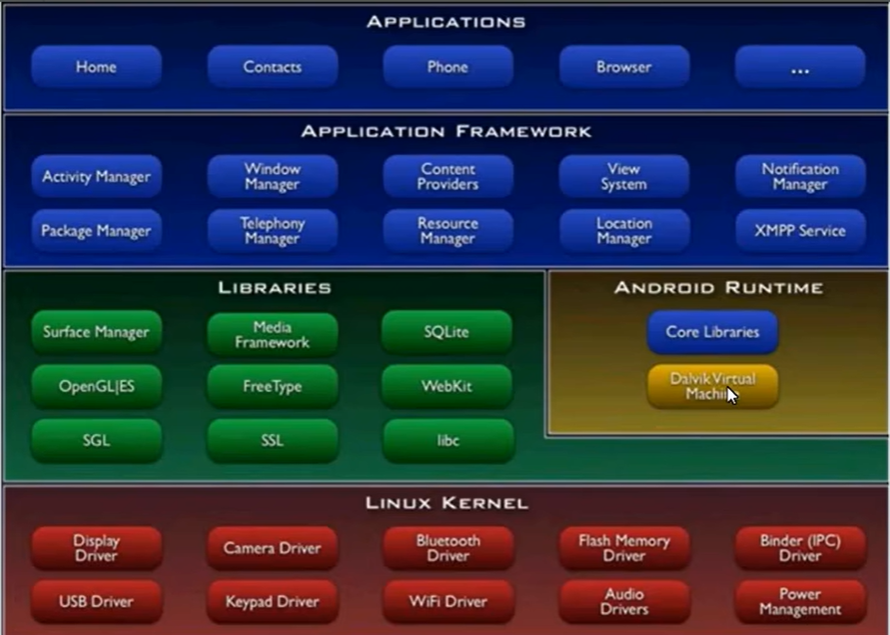 APPLICATIONS
Home
Contacts
Phone
Browser
...
APPLICATION FRAMEWORK
Activity Manager
Window
Manager
Content
Providers
View
System
Notification
Manager
Package Manager
Telephony
Manager
Resource
Manager
Location
Manager
XMPP Service
LIBRARIES
Surface Manager
Media
Framework
SQLite
OpenGL|ES
FreeType
WebKit
SGL
SSL
libc
ANDROID RUNTIME
Core Libraries
Dalvik Virtual
Machine
LINUX KERNEL
Display
Driver
Camera Driver
Bluetooth
Driver
Flash Memory
Driver
Binder (IPC)
Driver
USB Driver
Keypad Driver
WiFi Driver
Audio
Drivers
Power
Management